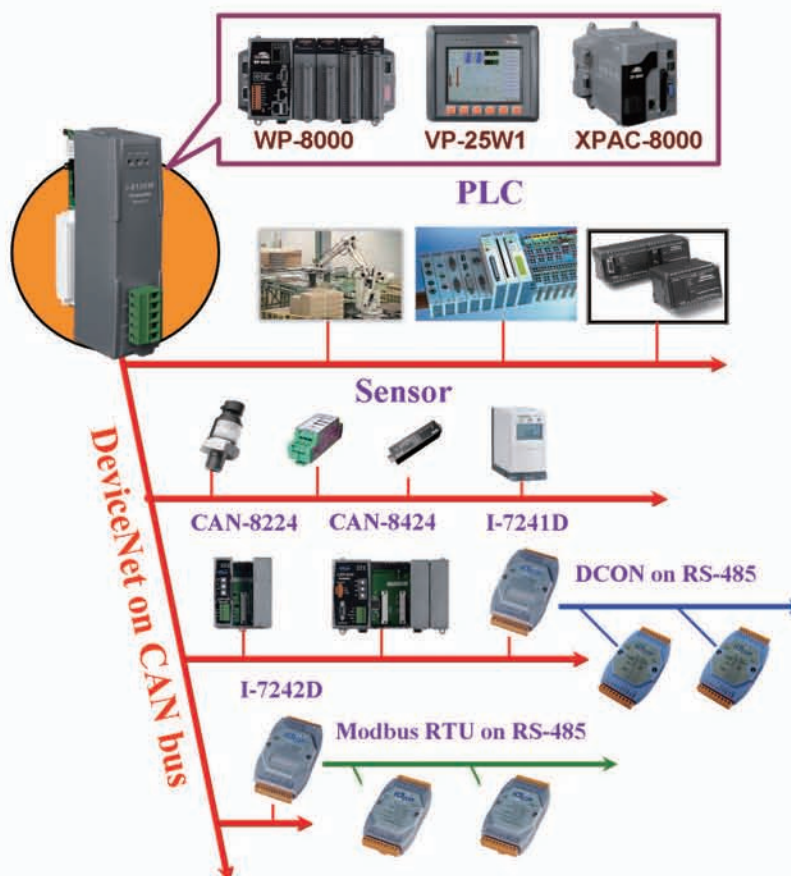 WP-8000
VP-25W1
XPAC-8000
PLC
Sensor
DeviceNet on CAN bus
CAN-8224
CAN-8424
I-7241D
DCON on RS-485
I-7242D
Modbus RTU on RS-485